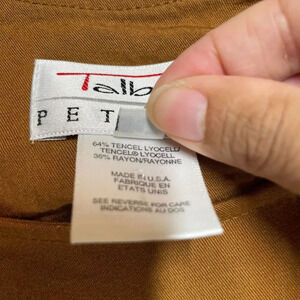 Talb
PET
64% TENCEL LYOCELL/
TENCEL® LYOCELL
36% RAYON/RAYONNE
MADE IN U.S.A.
FABRIQUE EN
ETATS UNIS
SEE REVERSE FOR CARE
INDICATIONS AU DOS